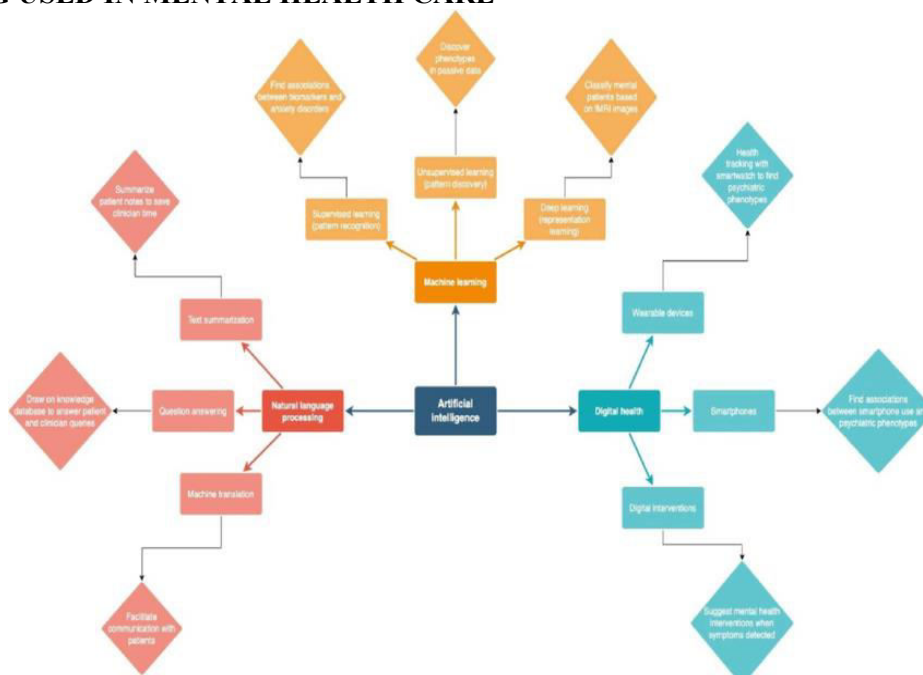 USED IN MENTAL HEALTH CARE
Discover
phenotypes
in passive data
Find associations
between biomarkers and
anxiety disorders
Classify mental
patients based
on fMRI images
Health
tracking with
smartwatch to find
psychiatric
phenotypes
Summarize
patient notes to save
clinician time
Unsupervised learning
(pattern discovery)
Supervised learning
(pattern recognition)
Deep learning
(representation
learning)
Machine learning
Text summarization
Wearable devices
Draw on knowledge
database to answer patient
and clinician queries
Question answering
Natural language
processing
Artificial
intelligence
Digital health
Smartphones
Find associations
between smartphone use an
psychiatric phenotypes
Machine translation
Digital interventions
Facilitate
communication with
patients
Suggest mental health
interventions when
symptoms detected